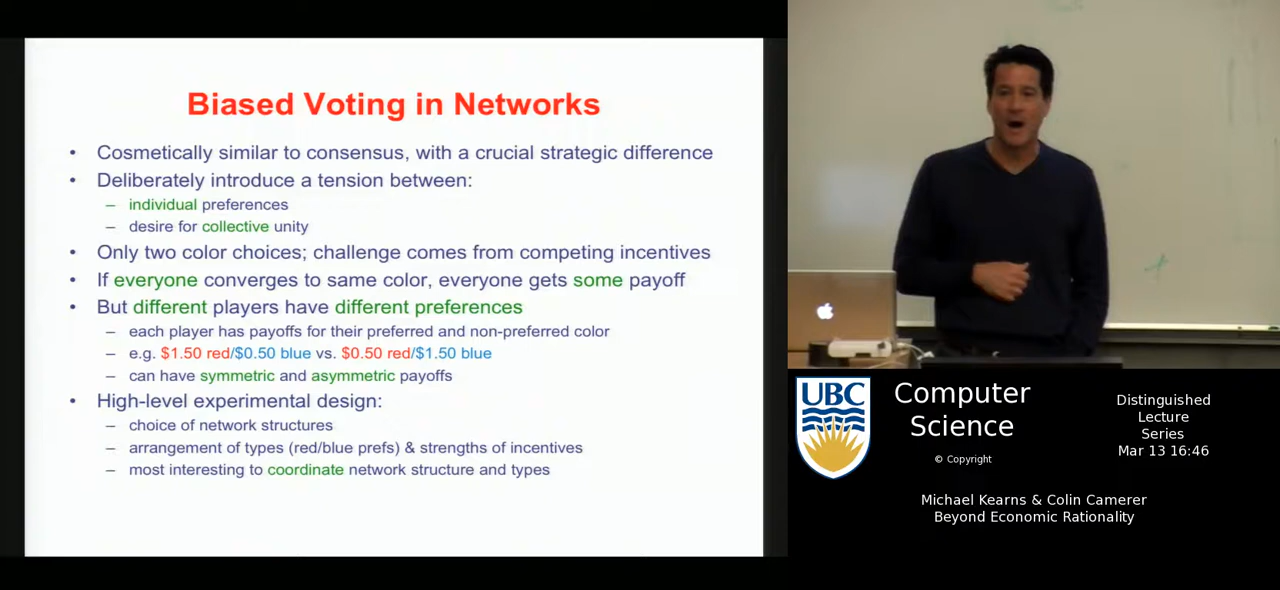 Biased Voting in Networks
• Cosmetically similar to consensus, with a crucial strategic difference
• Deliberately introduce a tension between:
– individual preferences
– desire for collective unity
• Only two color choices; challenge comes from competing incentives
• If everyone converges to same color, everyone gets some payoff
• But different players have different preferences
– each player has payoffs for their preferred and non-preferred color
– e.g. $1.50 red/$0.50 blue vs. $0.50 red/$1.50 blue
– can have symmetric and asymmetric payoffs
• High-level experimental design:
– choice of network structures
– arrangement of types (red/blue prefs) & strengths of incentives
– most interesting to coordinate network structure and types
UBC
Computer
Science
© Copyright
Distinguished
Lecture
Series
Mar 13 16:46
Michael Kearns & Colin Camerer
Beyond Economic Rationality